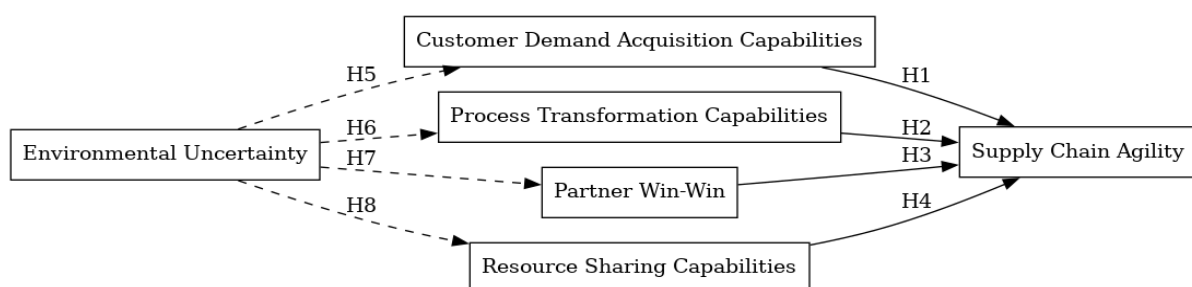 Customer Demand Acquisition Capabilities
H5
H1
Process Transformation Capabilities
H6
H2
Environmental Uncertainty
Supply Chain Agility
H7
H3
Partner Win-Win
H8
H4
Resource Sharing Capabilities